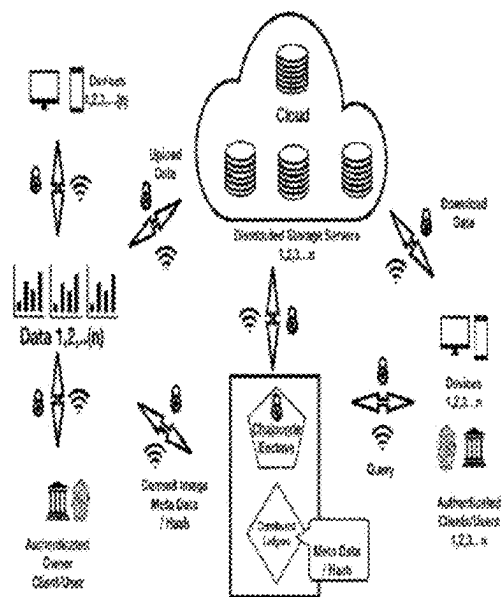 Devices
1,2,3,...(n)
Cloud
Upload
Data
Download
Data
Distributed Storage Servers
1,2,3...n
Data 1,2,...(n)
Devices
1,2,3...n
Query
Meta Data
/ Hash
Authenticated
Owner
Client/User
Authenticated
Clients/Users
1,2,3...n
Meta Data
/ Hash